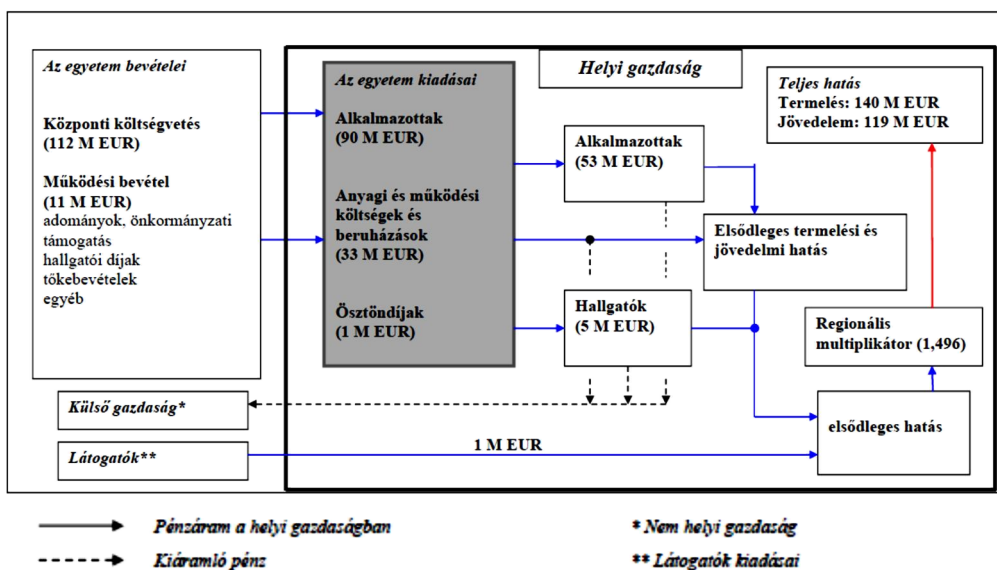 Az egyetem bevételei
Központi költségvetés
(112 M EUR)
Működési bevétel
(11 M EUR)
adományok, önkormányzati
támogatás
hallgatói díjak
tőkebevételek
egyéb
Az egyetem kiadásai
Alkalmazottak
(90 M EUR)
Anyagi és működési
költségek és
beruházások
(33 M EUR)
Ösztöndíjak
(1 M EUR)
Helyi gazdaság
Alkalmazottak
(53 M EUR)
Elsődleges termelési és
jövedelmi hatás
Hallgatók
(5 M EUR)
Teljes hatás
Termelés: 140 M EUR
Jövedelem: 119 M EUR
Regionális
multiplikátor (1,496)
elsődleges hatás
Külső gazdaság*
Látogatók**
1 M EUR
Pénzáram a helyi gazdaságban
* Nem helyi gazdaság
Kiáramló pénz
** Látogatók kiadásai